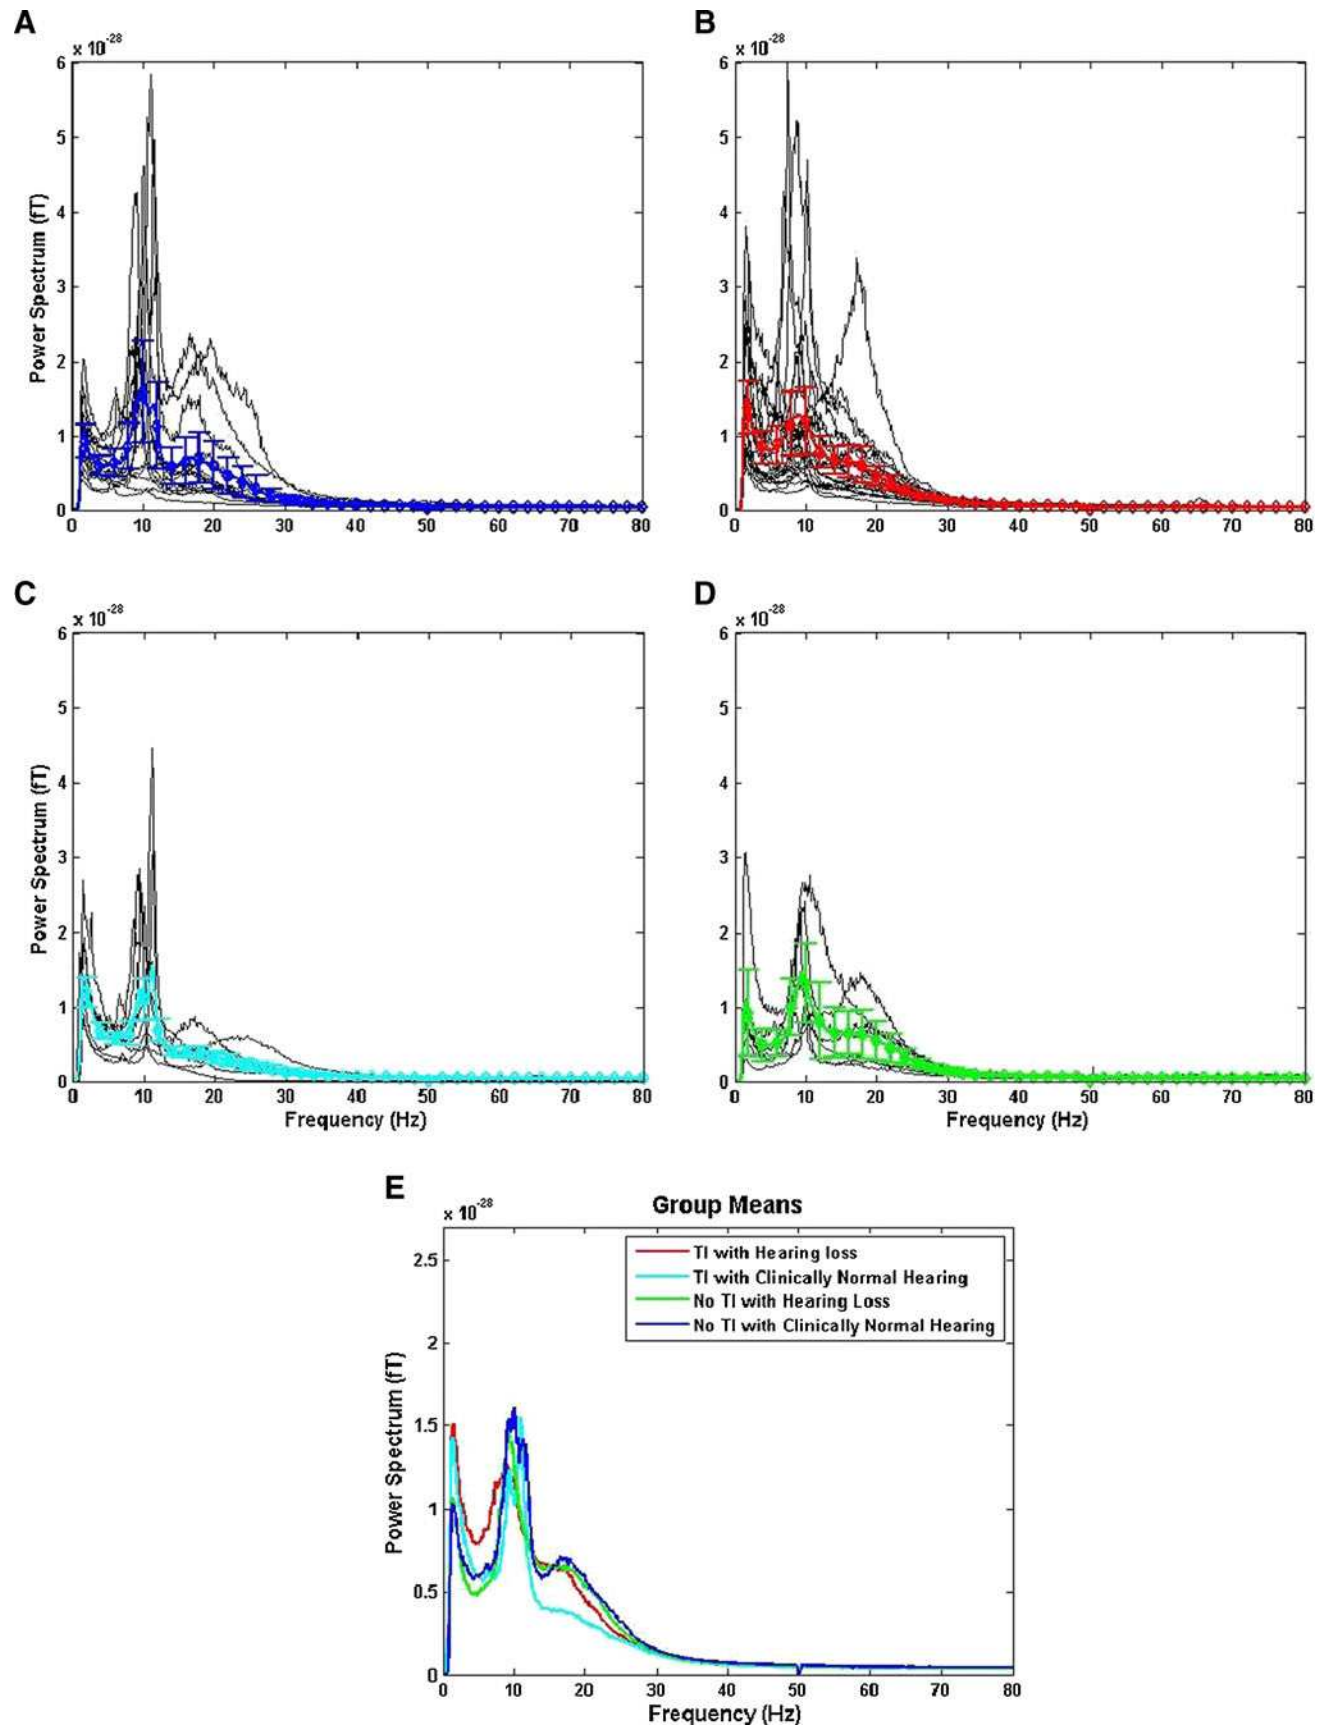 A
B
x 10-28
x 10-28
6
5
4
3
2
1
0
Power Spectrum (fT)
0 10 20 30 40 50 60 70 80
6
5
4
3
2
1
0
0 10 20 30 40 50 60 70 80
C
D
x 10-28
x 10-28
6
5
4
3
2
1
0
Power Spectrum (fT)
0 10 20 30 40 50 60 70 80
Frequency (Hz)
6
5
4
3
2
1
0
0 10 20 30 40 50 60 70 80
Frequency (Hz)
E
x 10-28
Group Means
TI with Hearing loss
TI with Clinically Normal Hearing
No TI with Hearing Loss
No TI with Clinically Normal Hearing
2.5
2
1.5
1
0.5
0
Power Spectrum (fT)
0 10 20 30 40 50 60 70 80
Frequency (Hz)